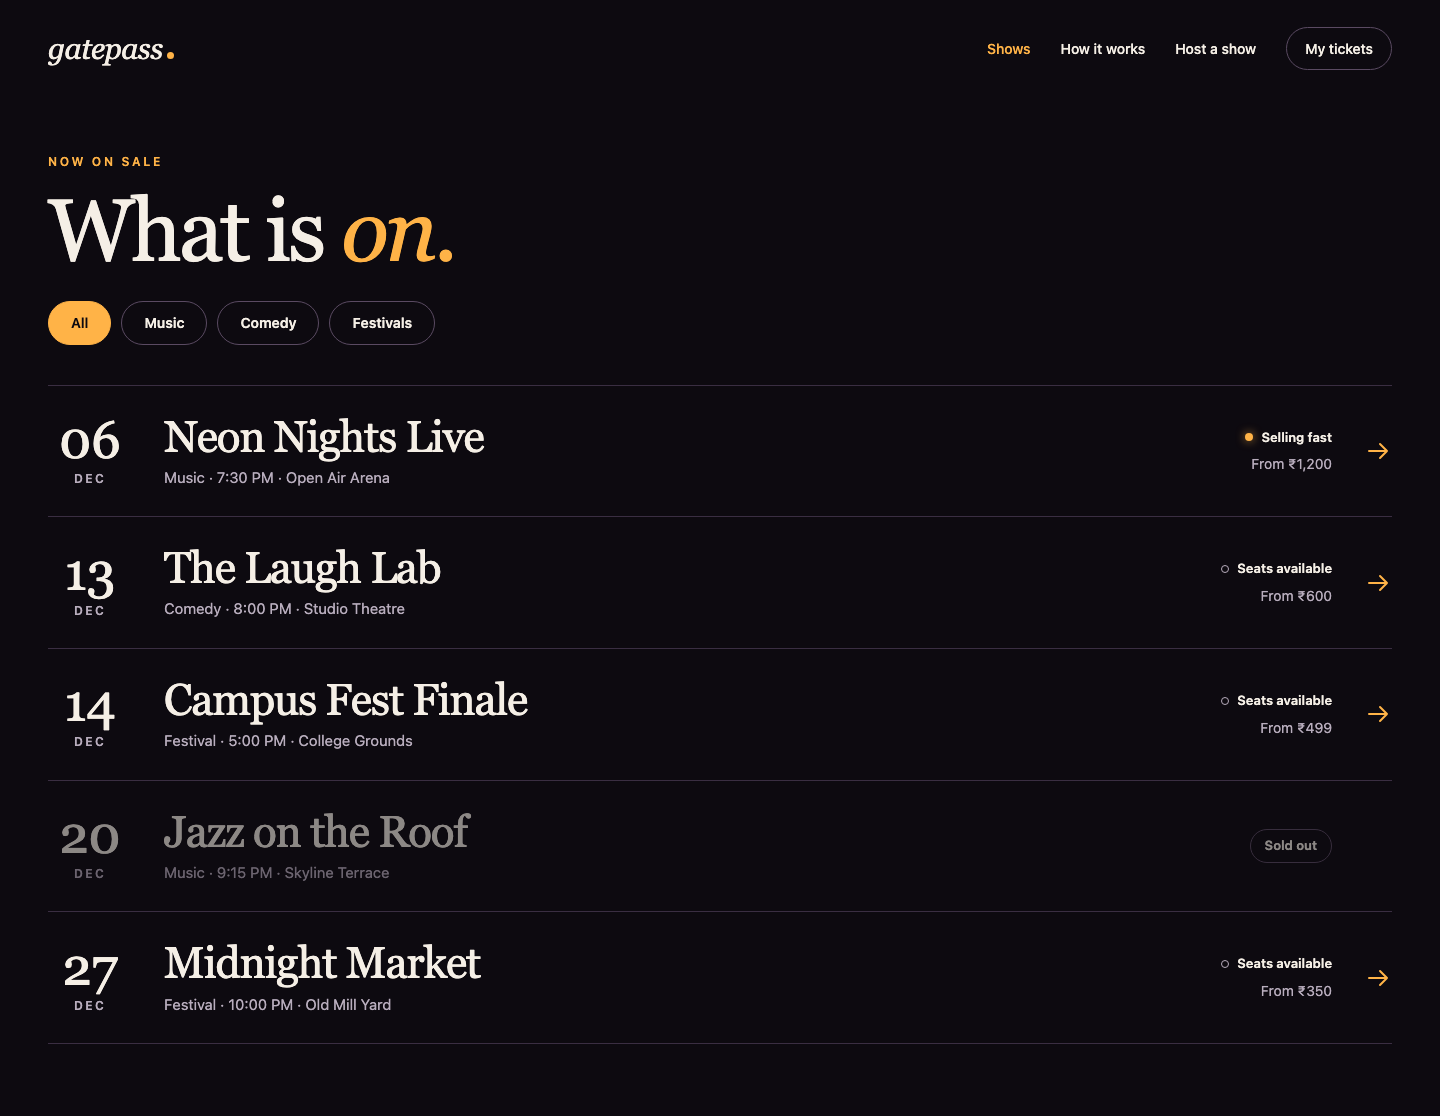 gatepass.
Shows How it works Host a show My tickets
NOW ON SALE
What is on.
All Music Comedy Festivals
06 DEC
Neon Nights Live
Music · 7:30 PM · Open Air Arena
Selling fast
From ₹1,200
13 DEC
The Laugh Lab
Comedy · 8:00 PM · Studio Theatre
Seats available
From ₹600
14 DEC
Campus Fest Finale
Festival · 5:00 PM · College Grounds
Seats available
From ₹499
20 DEC
Jazz on the Roof
Music · 9:15 PM · Skyline Terrace
Sold out
27 DEC
Midnight Market
Festival · 10:00 PM · Old Mill Yard
Seats available
From ₹350